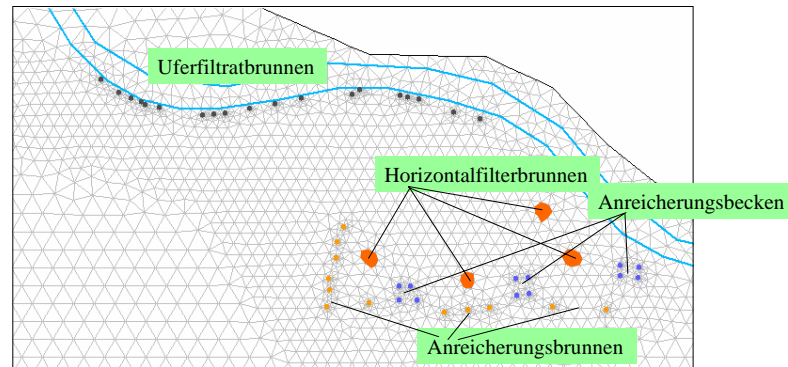 Uferfiltratbrunnen
Horizontalfilterbrunnen
Anreicherungsbecken
Anreicherungsbrunnen